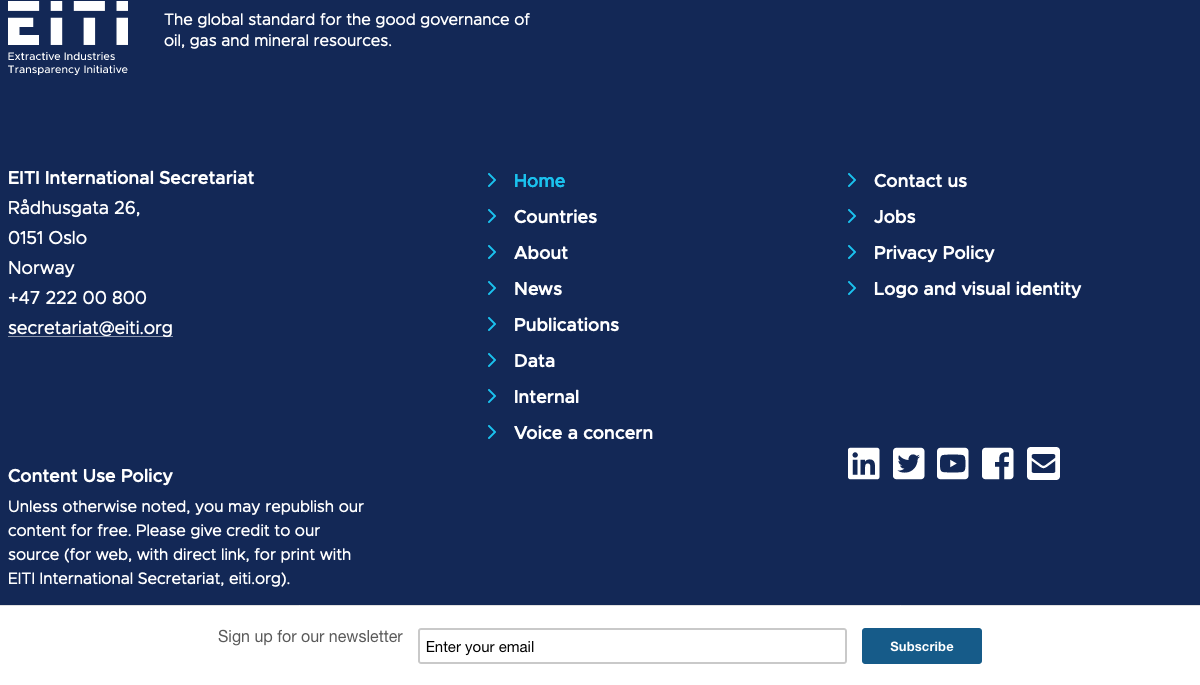 EITI
Extractive Industries
Transparency Initiative
The global standard for the good governance of
oil, gas and mineral resources.
EITI International Secretariat
Rådhusgata 26,
0151 Oslo
Norway
+47 222 00 800
secretariat@eiti.org
Home
Countries
About
News
Publications
Data
Internal
Voice a concern
Contact us
Jobs
Privacy Policy
Logo and visual identity
Content Use Policy
Unless otherwise noted, you may republish our
content for free. Please give credit to our
source (for web, with direct link, for print with
EITI International Secretariat, eiti.org).
Sign up for our newsletter
Enter your email
Subscribe